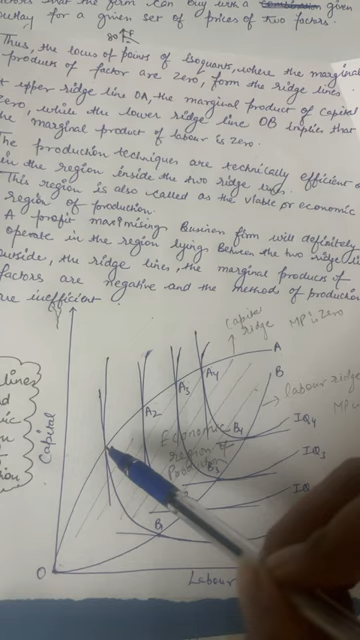 the firm can buy with a given
outlay for a given set of prices of two factors.
Thus, the locus of points of Isoquants, where the marginal
products of factor are zero, form the ridge lines.
upper ridge line OA, the marginal product of capital
zero, while the lower ridge line OB implies that
the marginal product of labour is zero.
The production techniques are technically efficient
in the region inside the two ridge lines.
This region is also called as the viable or economic
region of production.
A profit maximising Business firm will definitely
operate in the region lying between the two ridge
outside, the ridge lines, the marginal products of
factors are negative and the method of production
are inefficient.
Capital
ridge
MP is Zero
A
B
labour ridge
A4
A3
A2
B4
IQ4
IQ3
IQ
Economic
region of
Production
B3
B1
lines
Capital
O
Labour